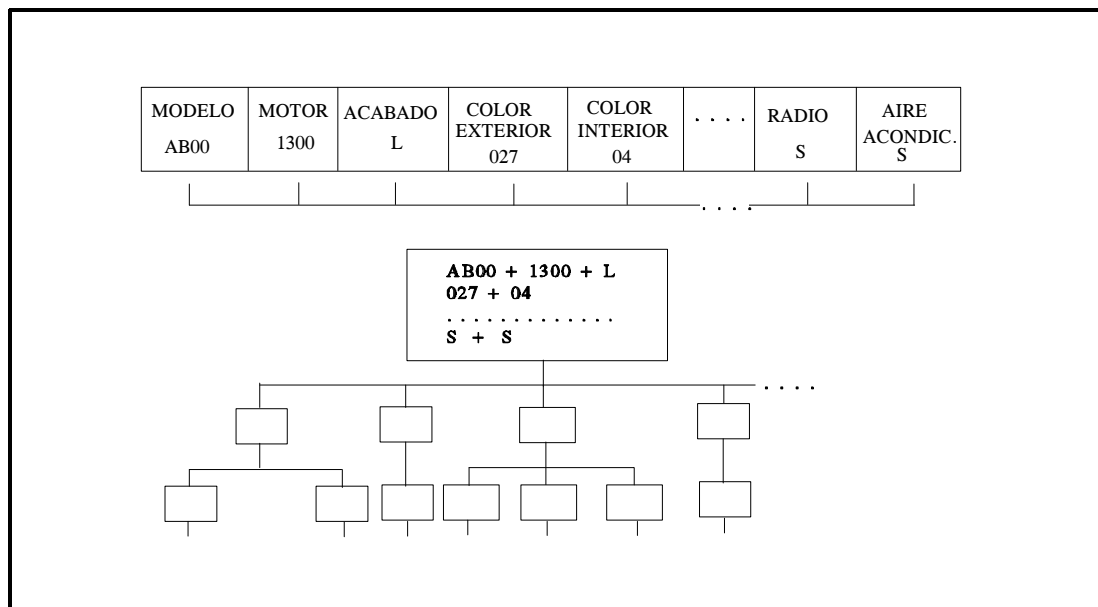 MODELO
AB00
MOTOR
1300
ACABADO
L
COLOR
EXTERIOR
027
COLOR
INTERIOR
04
. . . .
RADIO
S
AIRE
ACONDIC.
S
. . . .
AB00 + 1300 + L
027 + 04
. . . . . . . . . . . . .
S + S
. . . .